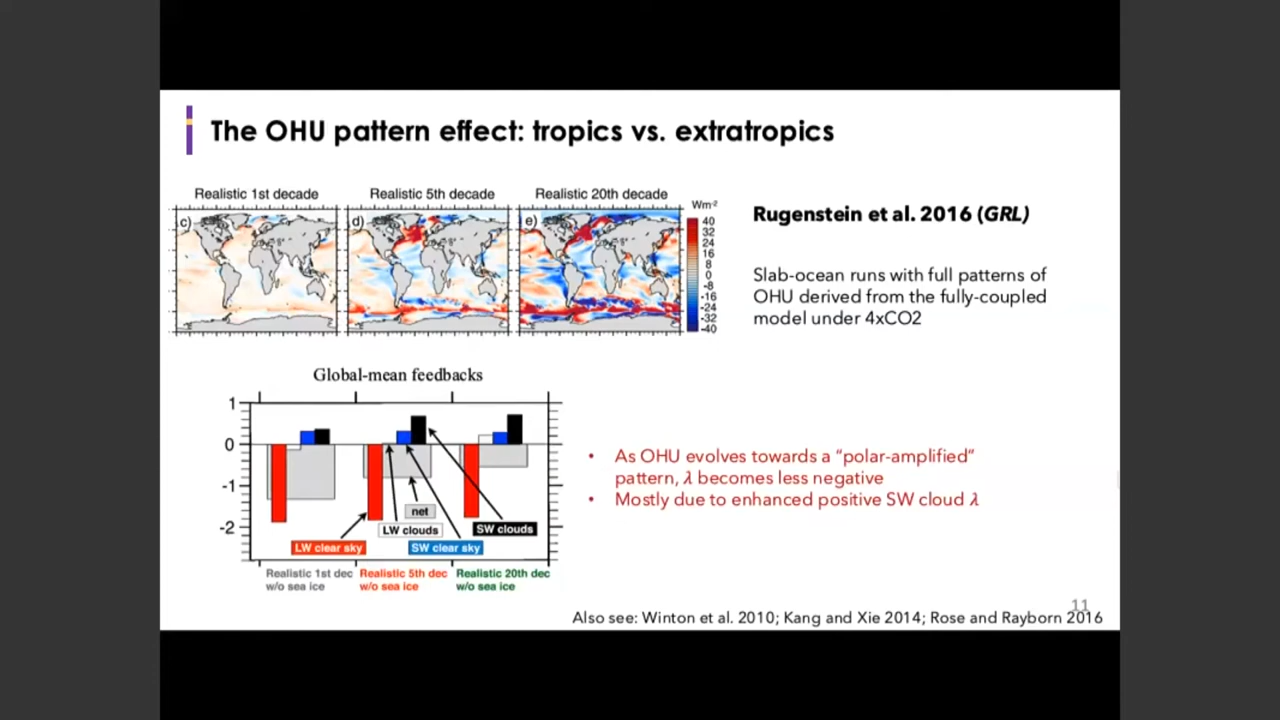 The OHU pattern effect: tropics vs. extratropics
Realistic 1st decade
Realistic 5th decade
Realistic 20th decade
c)
d)
e)
Wm-2
40
32
24
16
8
0
-8
-16
-24
-32
-40
Rugenstein et al. 2016 (GRL)
Slab-ocean runs with full patterns of
OHU derived from the fully-coupled
model under 4xCO2
Global-mean feedbacks
1
0
-1
-2
net
LW clouds
SW clouds
LW clear sky
SW clear sky
Realistic 1st dec
w/o sea ice
Realistic 5th dec
w/o sea ice
Realistic 20th dec
w/o sea ice
• As OHU evolves towards a “polar-amplified”
pattern, λ becomes less negative
• Mostly due to enhanced positive SW cloud λ
11
Also see: Winton et al. 2010; Kang and Xie 2014; Rose and Rayborn 2016